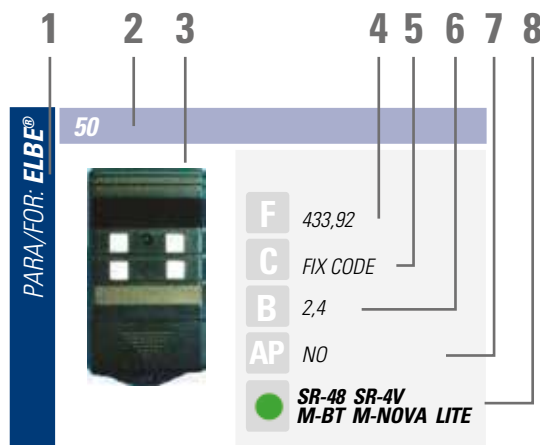 1 2 3 4 5 6 7 8
PARA/FOR: ELBE®
50
F 433,92
C FIX CODE
B 2,4
AP NO
SR-48 SR-4V
M-BT M-NOVA LITE